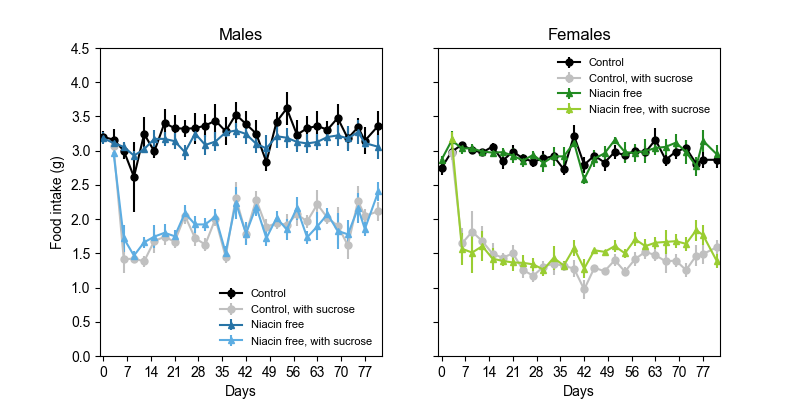 Males
Females
4.5
4.0
3.5
3.0
2.5
2.0
1.5
1.0
0.5
0.0
Food intake (g)
Control
Control, with sucrose
Niacin free
Niacin free, with sucrose
0 7 14 21 28 35 42 49 56 63 70 77
Days
Control
Control, with sucrose
Niacin free
Niacin free, with sucrose
0 7 14 21 28 35 42 49 56 63 70 77
Days